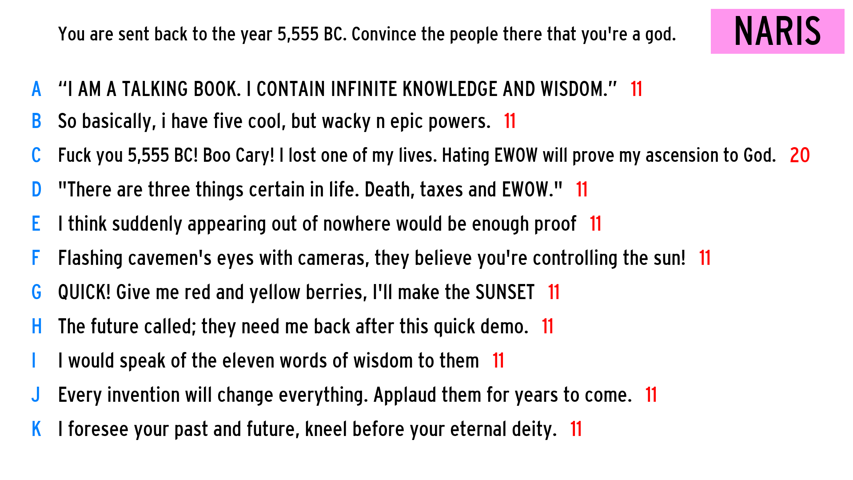 You are sent back to the year 5,555 BC. Convince the people there that you're a god.
NARIS
A “I AM A TALKING BOOK. I CONTAIN INFINITE KNOWLEDGE AND WISDOM.” 11
B So basically, i have five cool, but wacky n epic powers. 11
C Fuck you 5,555 BC! Boo Cary! I lost one of my lives. Hating EWOW will prove my ascension to God. 20
D "There are three things certain in life. Death, taxes and EWOW." 11
E I think suddenly appearing out of nowhere would be enough proof 11
F Flashing cavemen's eyes with cameras, they believe you're controlling the sun! 11
G QUICK! Give me red and yellow berries, I'll make the SUNSET 11
H The future called; they need me back after this quick demo. 11
I I would speak of the eleven words of wisdom to them 11
J Every invention will change everything. Applaud them for years to come. 11
K I foresee your past and future, kneel before your eternal deity. 11